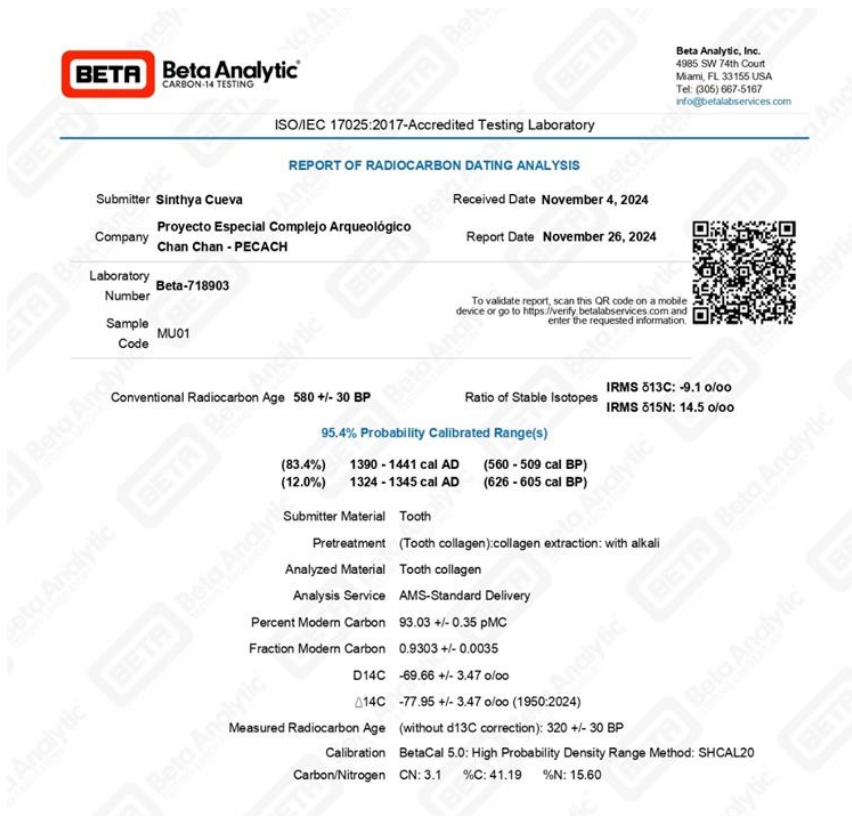 BETA Beta Analytic®
CARBON-14 TESTING
Beta Analytic, Inc.
4985 SW 74th Court
Miami, FL 33155 USA
Tel: (305) 667-5167
info@betalabservices.com
ISO/IEC 17025:2017-Accredited Testing Laboratory
REPORT OF RADIOCARBON DATING ANALYSIS
Submitter Sinthya Cueva Received Date November 4, 2024
Company Proyecto Especial Complejo Arqueológico
Chan Chan - PECACH Report Date November 26, 2024
Laboratory
Number Beta-718903
Sample
Code MU01
To validate report, scan this QR code on a mobile
device or go to https://verify.betalabservices.com and
enter the requested information.
Conventional Radiocarbon Age 580 +/- 30 BP Ratio of Stable Isotopes IRMS δ13C: -9.1 o/oo
IRMS δ15N: 14.5 o/oo
95.4% Probability Calibrated Range(s)
(83.4%) 1390 - 1441 cal AD (560 - 509 cal BP)
(12.0%) 1324 - 1345 cal AD (626 - 605 cal BP)
Submitter Material Tooth
Pretreatment (Tooth collagen):collagen extraction: with alkali
Analyzed Material Tooth collagen
Analysis Service AMS-Standard Delivery
Percent Modern Carbon 93.03 +/- 0.35 pMC
Fraction Modern Carbon 0.9303 +/- 0.0035
D14C -69.66 +/- 3.47 o/oo
△14C -77.95 +/- 3.47 o/oo (1950:2024)
Measured Radiocarbon Age (without d13C correction): 320 +/- 30 BP
Calibration BetaCal 5.0: High Probability Density Range Method: SHCAL20
Carbon/Nitrogen CN: 3.1 %C: 41.19 %N: 15.60